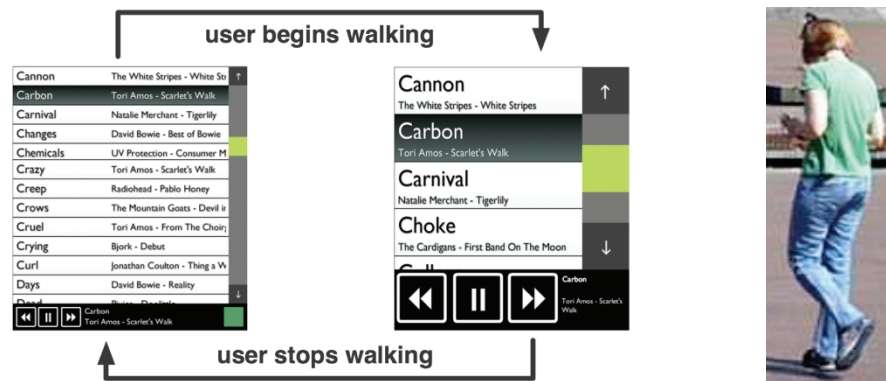 user begins walking
Cannon The White Stripes - White Str
Carbon Tori Amos - Scarlet's Walk
Carnival Natalie Merchant - Tigerlily
Changes David Bowie - Best of Bowie
Chemicals UV Protection - Consumer M
Crazy Tori Amos - Scarlet's Walk
Creep Radiohead - Pablo Honey
Crows The Mountain Goats - Devil in
Cruel Tori Amos - From The Choirg
Crying Bjork - Debut
Curl Jonathan Coulton - Thing a W
Days David Bowie - Reality
Carbon
Tori Amos - Scarlet's Walk
Cannon
The White Stripes - White Stripes
Carbon
Tori Amos - Scarlet's Walk
Carnival
Natalie Merchant - Tigerlily
Choke
The Cardigans - First Band On The Moon
Carbon
Tori Amos - Scarlet's
Walk
user stops walking